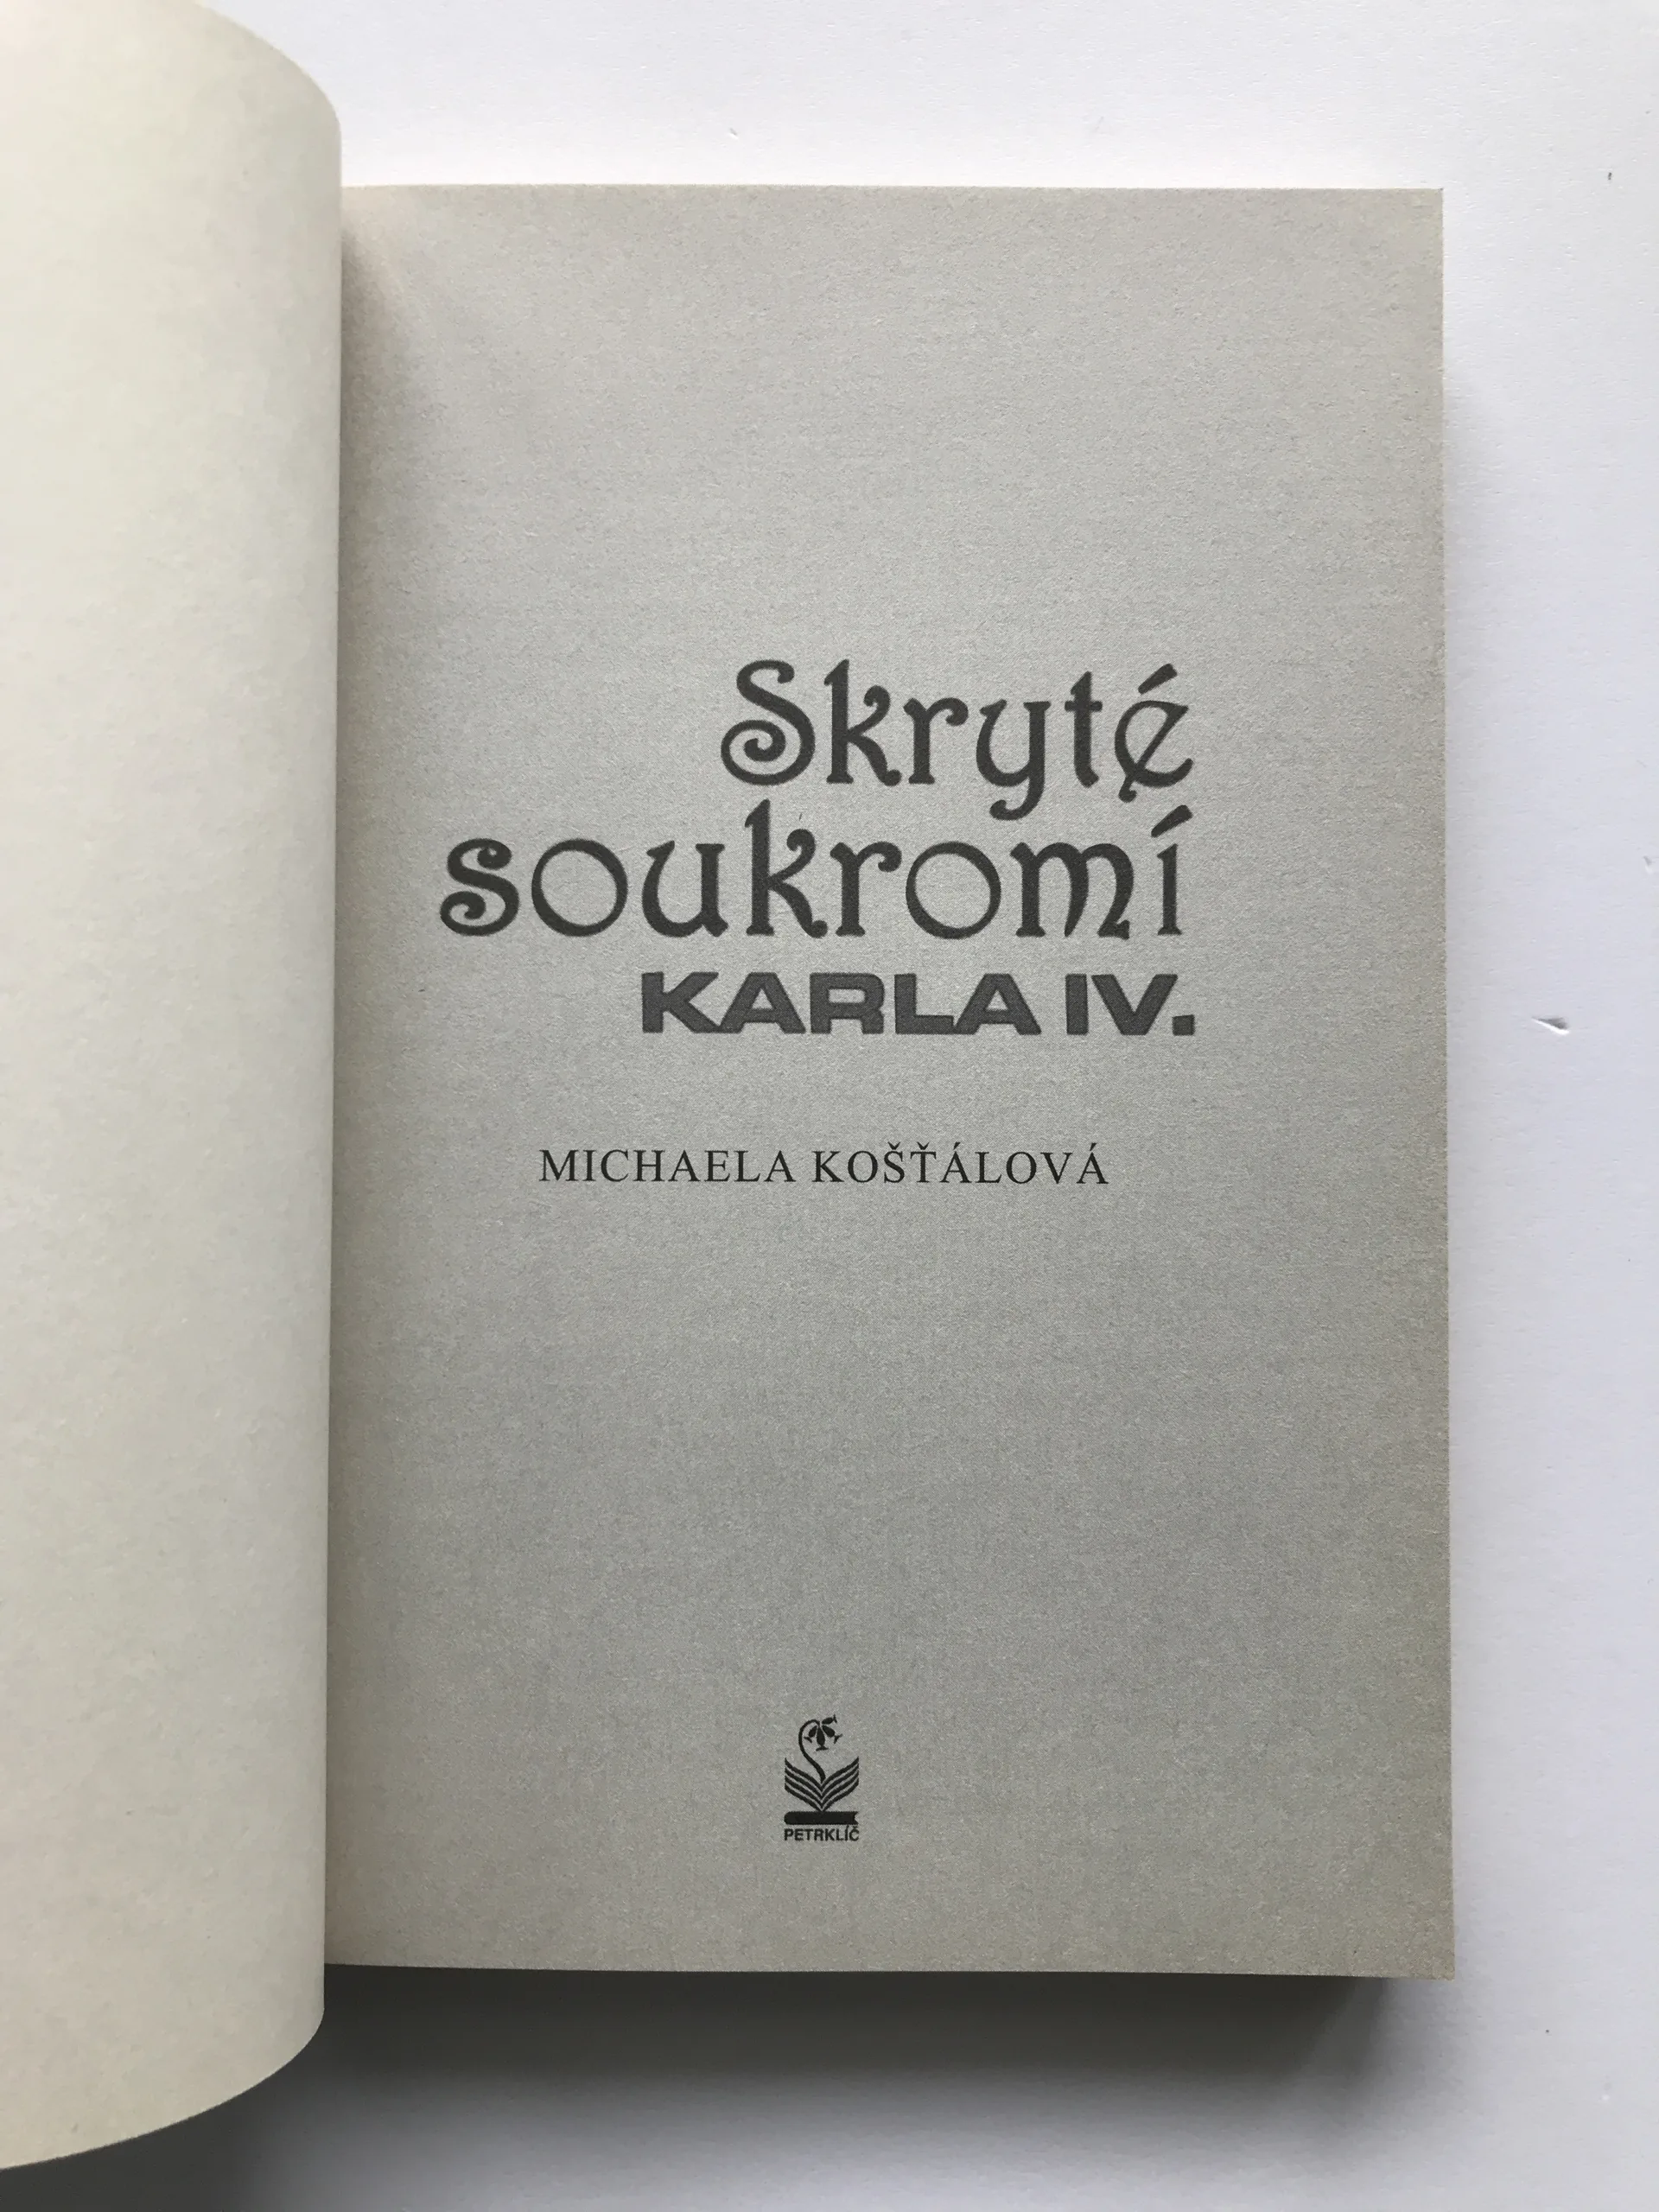 Skryté
soukromí
KARLA IV.
MICHAELA KOŠŤÁLOVÁ
PETRKLÍČ